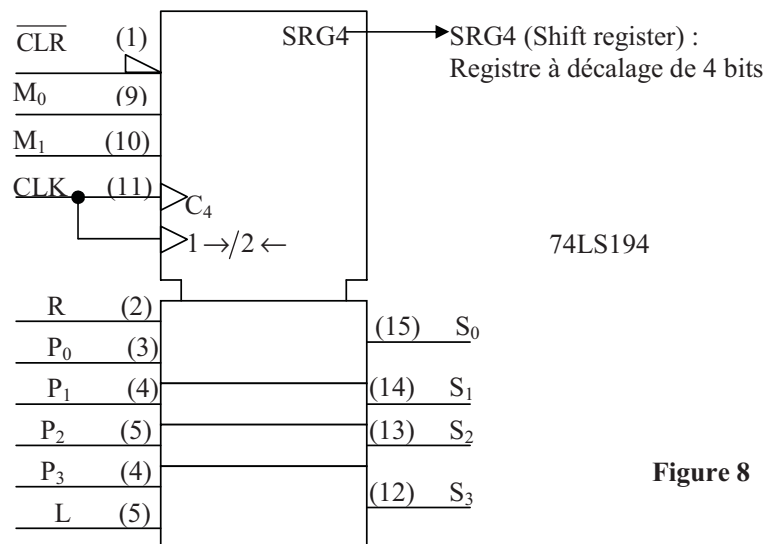 CLR (1) SRG4 SRG4 (Shift register) :
Registre à décalage de 4 bits
M0 (9)
M1 (10)
CLK (11) C4
1 →/2 ← 74LS194
R (2)
(15) S0
P0 (3)
P1 (4) (14) S1
P2 (5) (13) S2
P3 (4)
(12) S3 Figure 8
L (5)